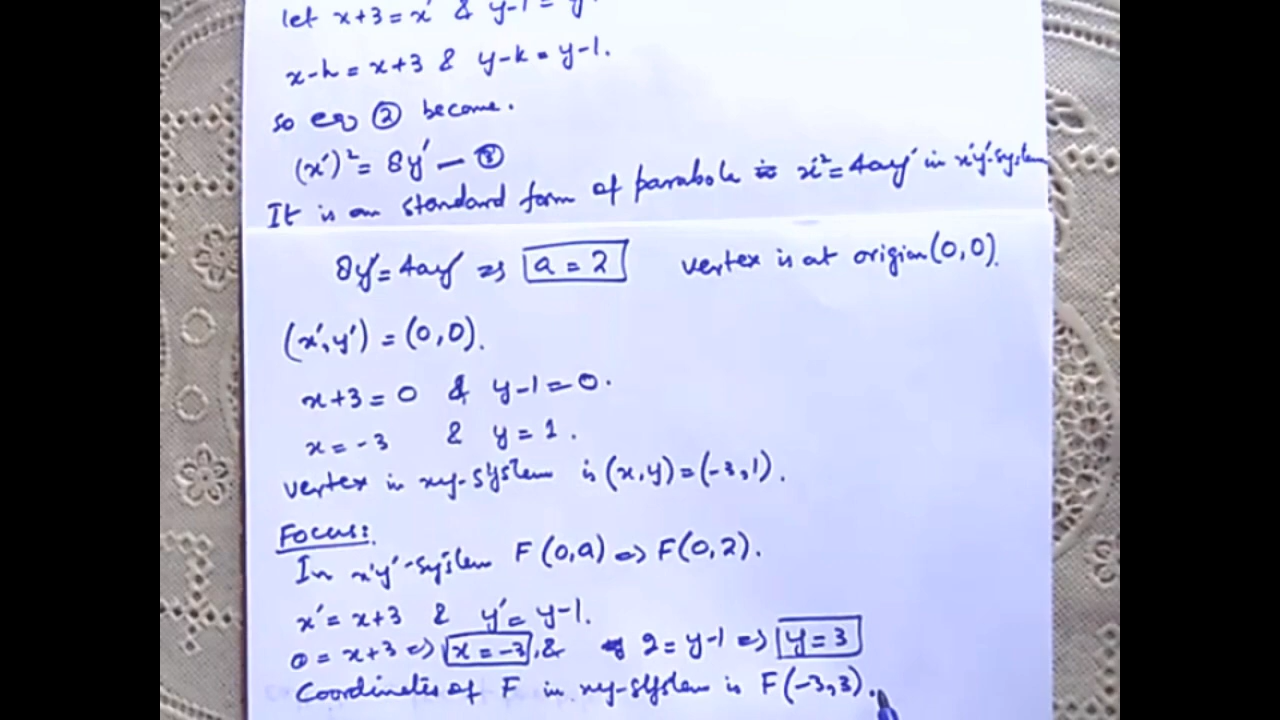 let x+3 = x' & y-1 = y'.
x-h = x+3 & y-k = y-1.
so eq ② become.
(x')² = 8y' — ③
It is an standard form of parabola is x'² = 4ay' in x'y'-system
8y' = 4ay' ⇒ a = 2 vertex is at origion (0,0).
(x', y') = (0,0).
x+3 = 0 & y-1 = 0.
x = -3 & y = 1.
vertex in xy-system is (x,y) = (-3,1).
Focus:
In x'y'-system F(0,a) ⇒ F(0,2).
x' = x+3 & y' = y-1.
0 = x+3 ⇒ x = -3, & 2 = y-1 ⇒ y = 3
Coordinates of F in xy-system is F(-3,3).